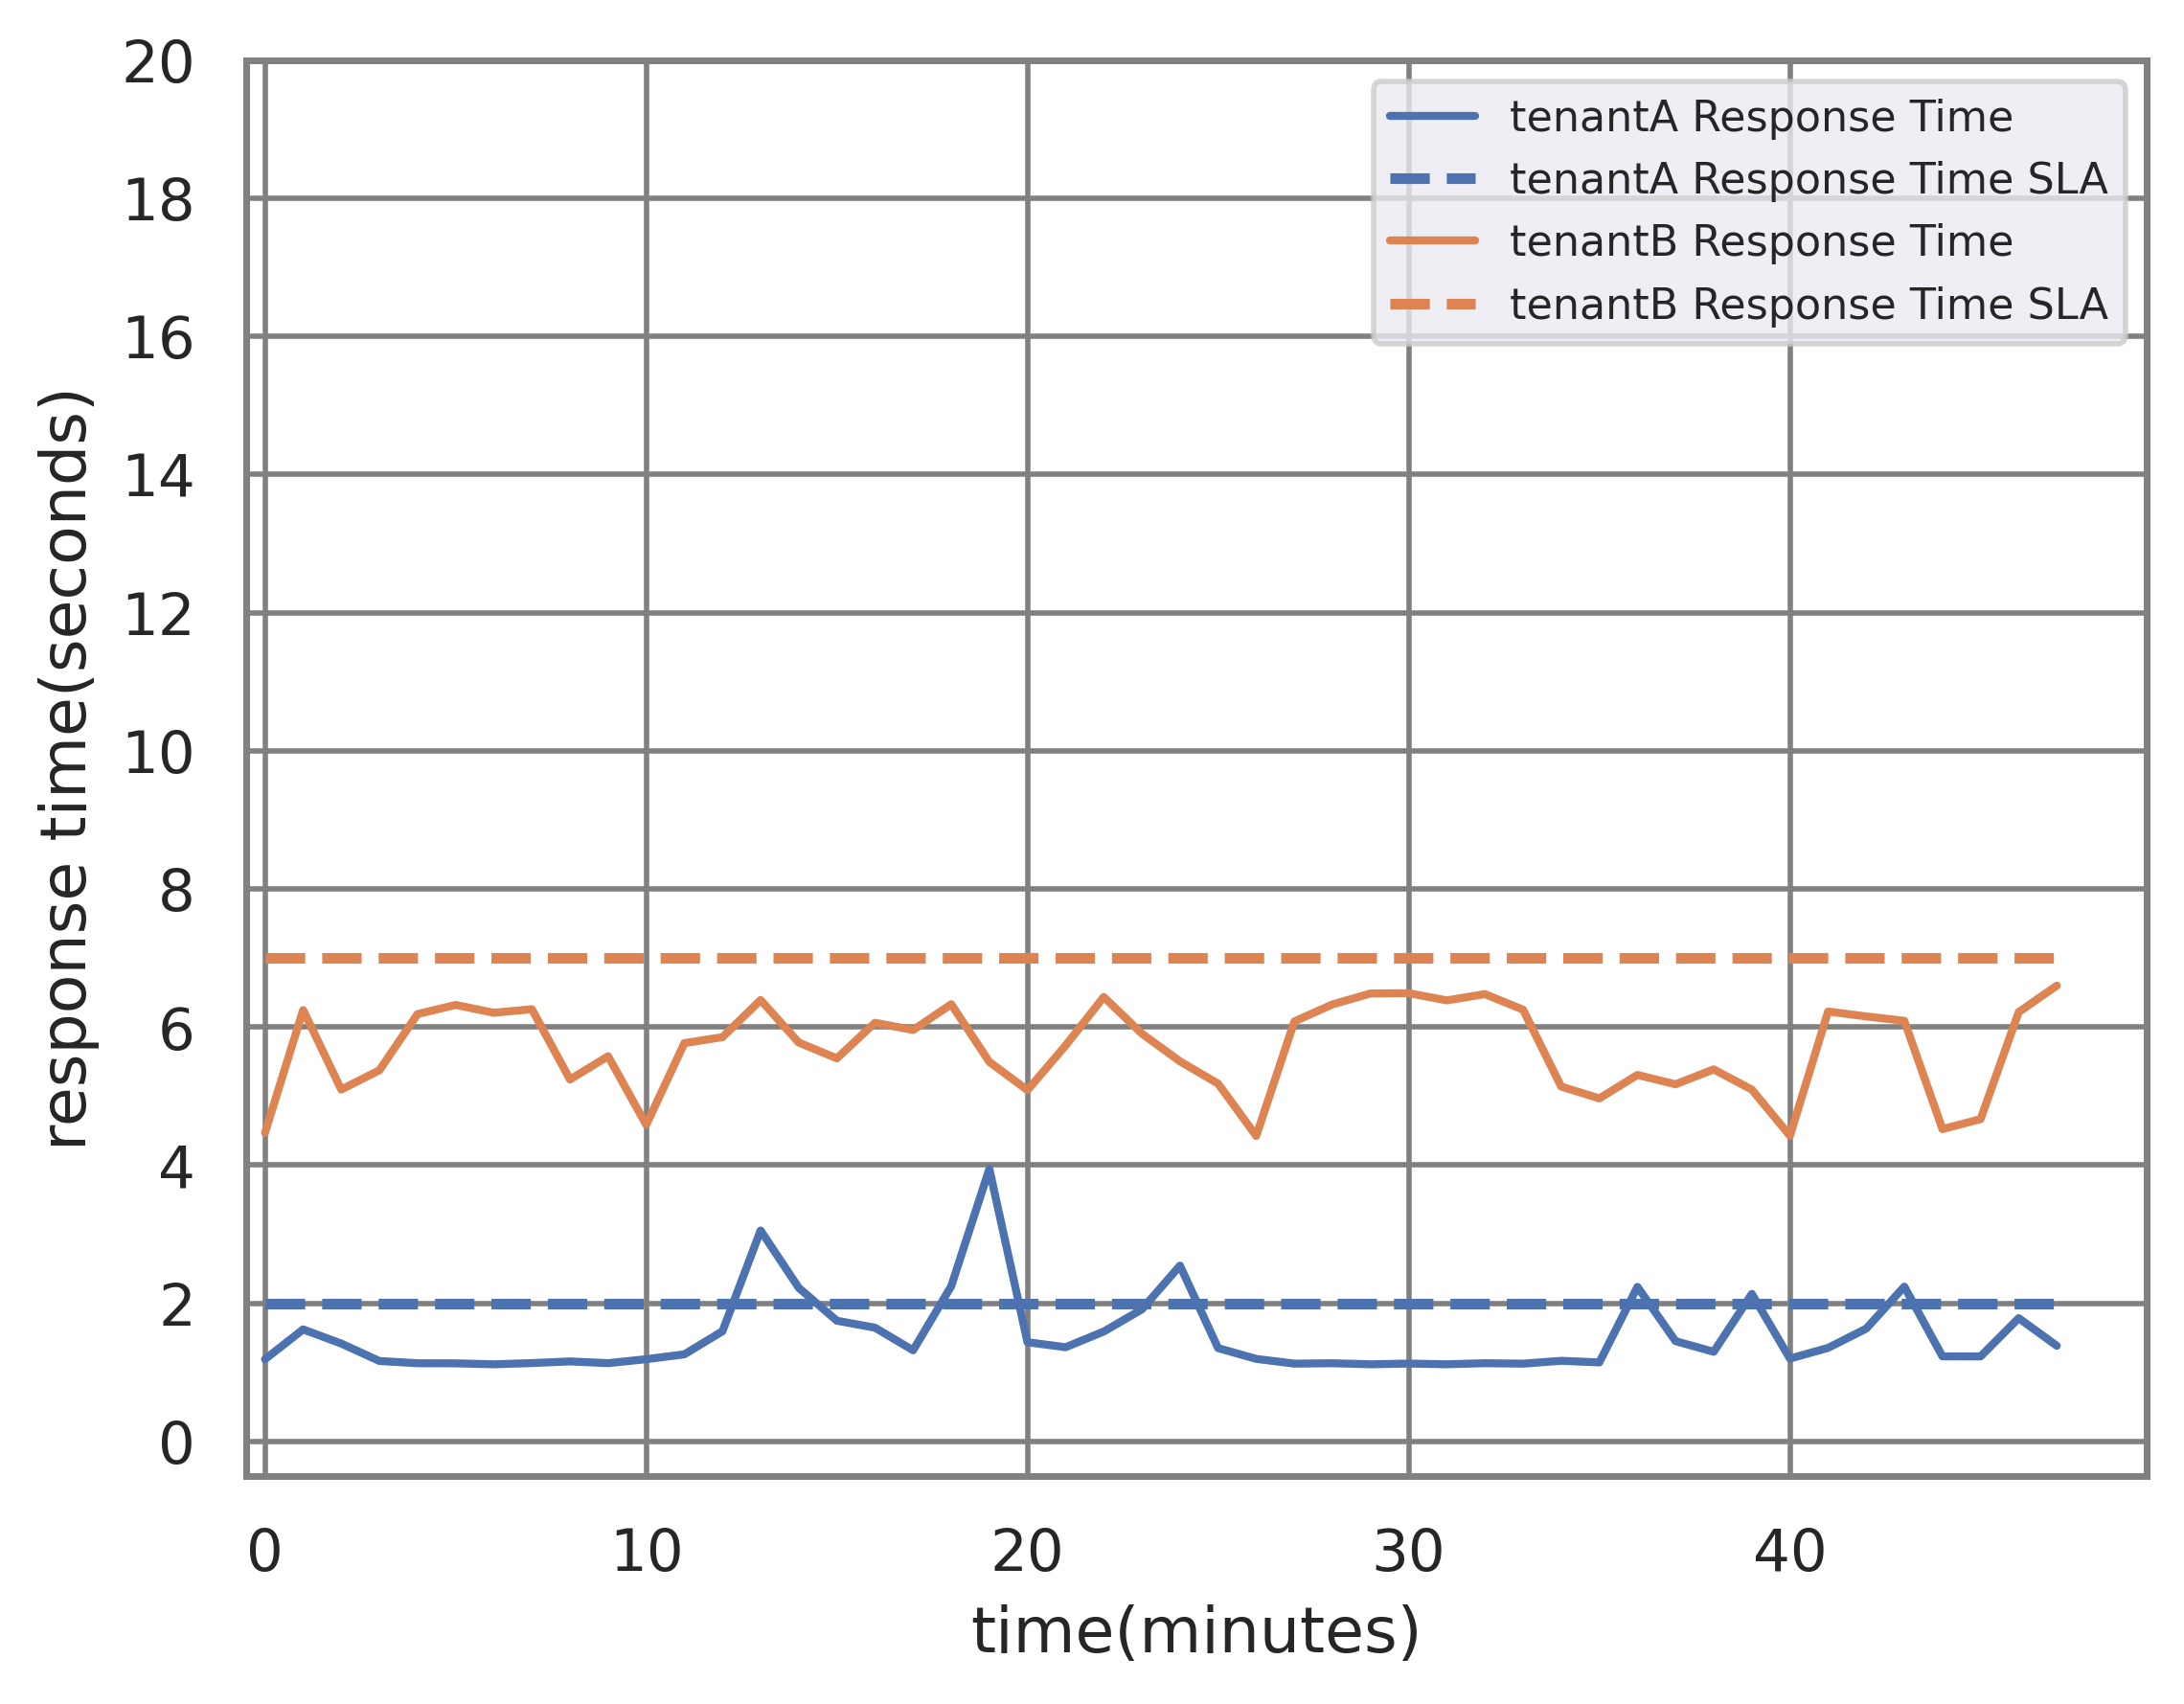 20
18
16
14
12
10
8
6
4
2
0
response time(seconds)
tenantA Response Time
tenantA Response Time SLA
tenantB Response Time
tenantB Response Time SLA
0 10 20 30 40
time(minutes)